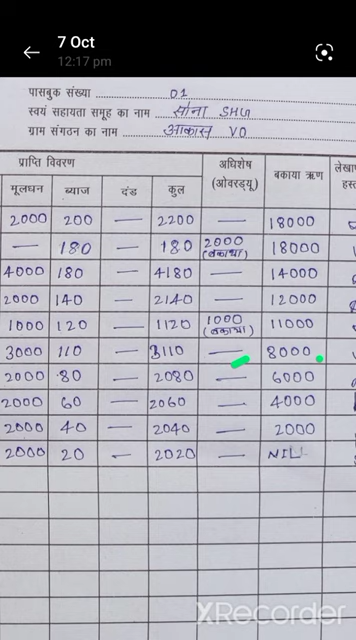 7 Oct
12:17 pm
पासबुक संख्या 01
स्वयं सहायता समूह का नाम सोना SHG
ग्राम संगठन का नाम आकाश VO
प्राप्ति विवरण अधिशेष (ओवरड्यू) बकाया ऋण
मूलधन ब्याज दंड कुल
2000 200 — 2200 — 18000
— 180 — 180 2000 (बकाया) 18000
4000 180 — 4180 — 14000
2000 140 — 2140 — 12000
1000 120 — 1120 1000 (बकाया) 11000
3000 110 — 3110 — 8000
2000 80 — 2080 — 6000
2000 60 — 2060 — 4000
2000 40 — 2040 — 2000
2000 20 — 2020 — NIL
XRecorder